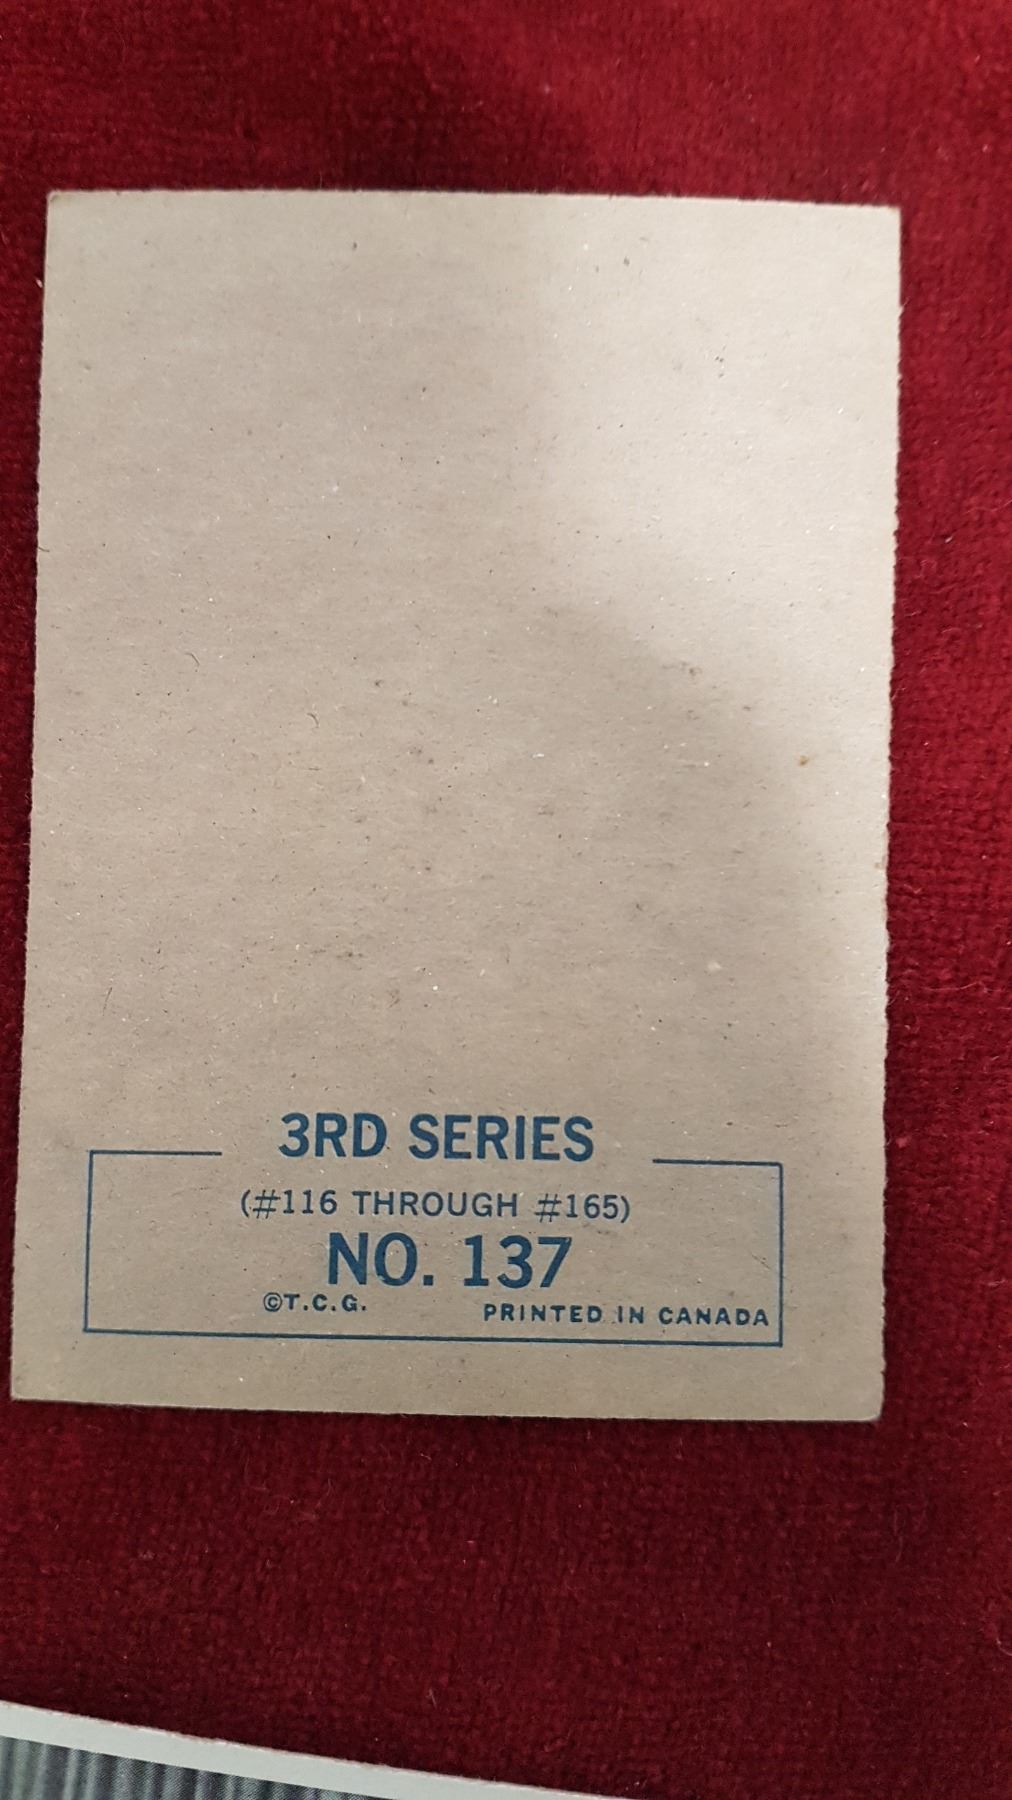 3RD SERIES
(#116 THROUGH #165)
NO. 137
©T.C.G. PRINTED IN CANADA